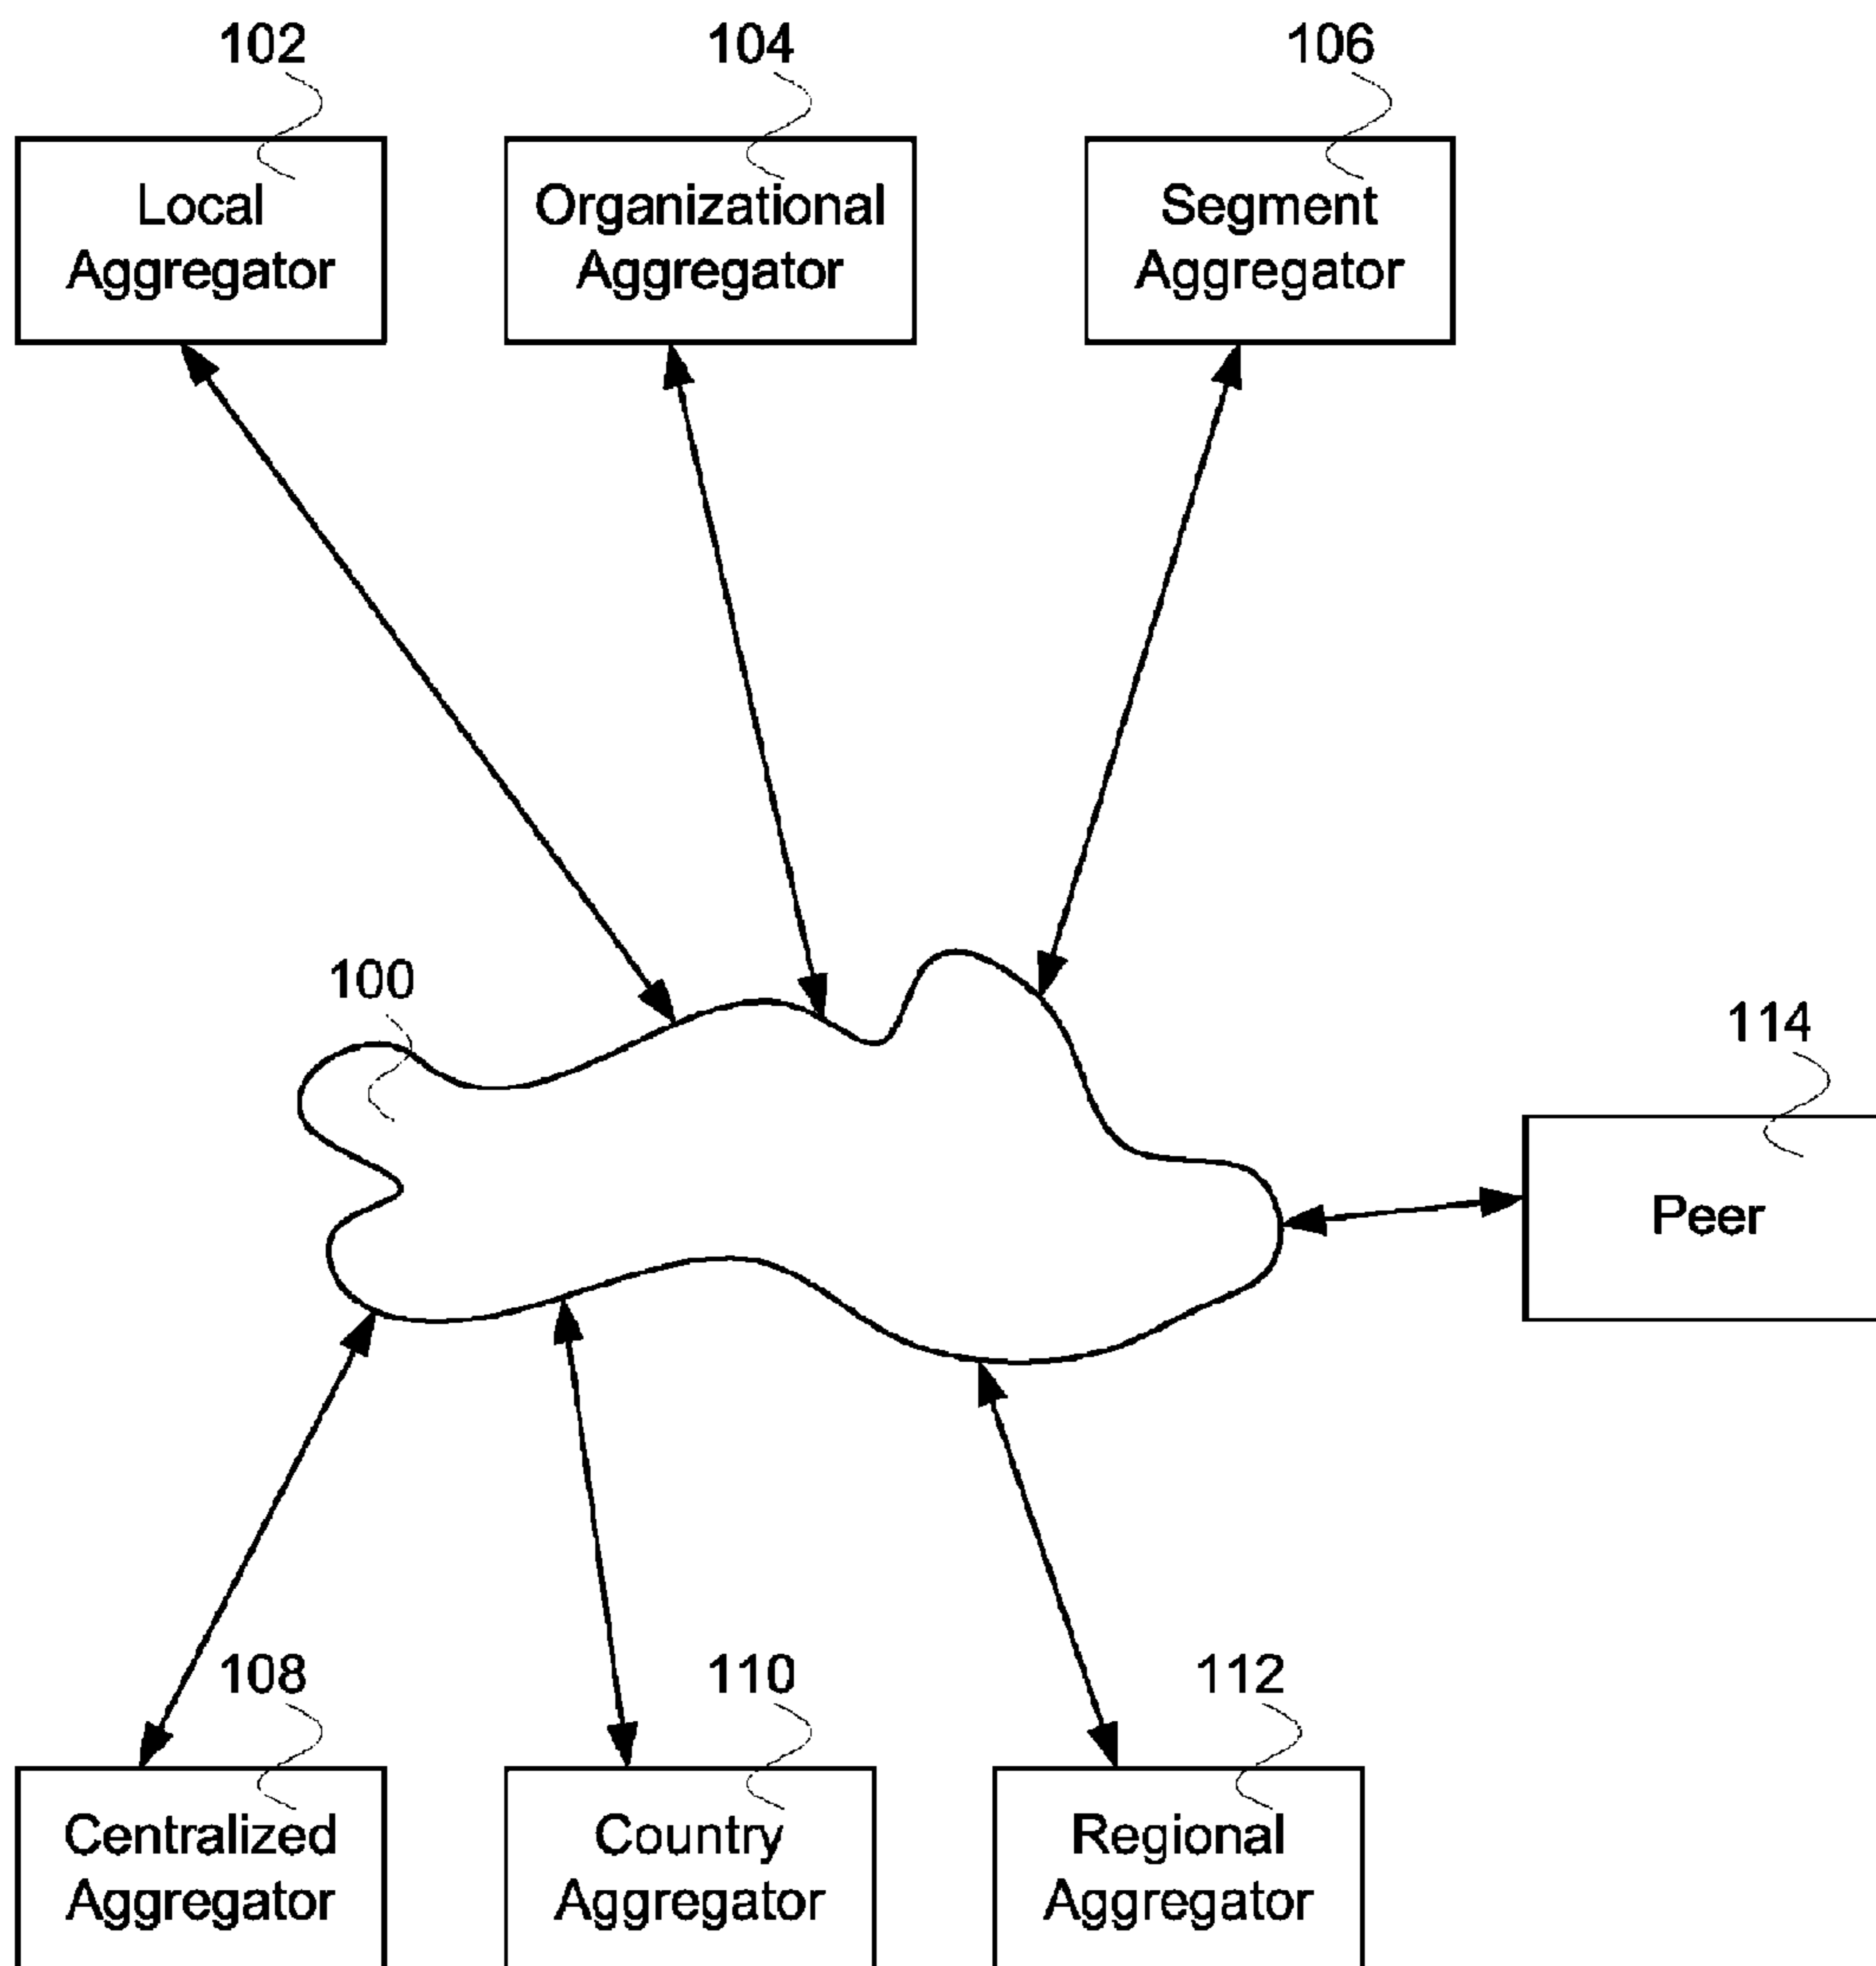 102
104
106
Local
Aggregator
Organizational
Aggregator
Segment
Aggregator
100
114
Peer
108
110
112
Centralized
Aggregator
Country
Aggregator
Regional
Aggregator